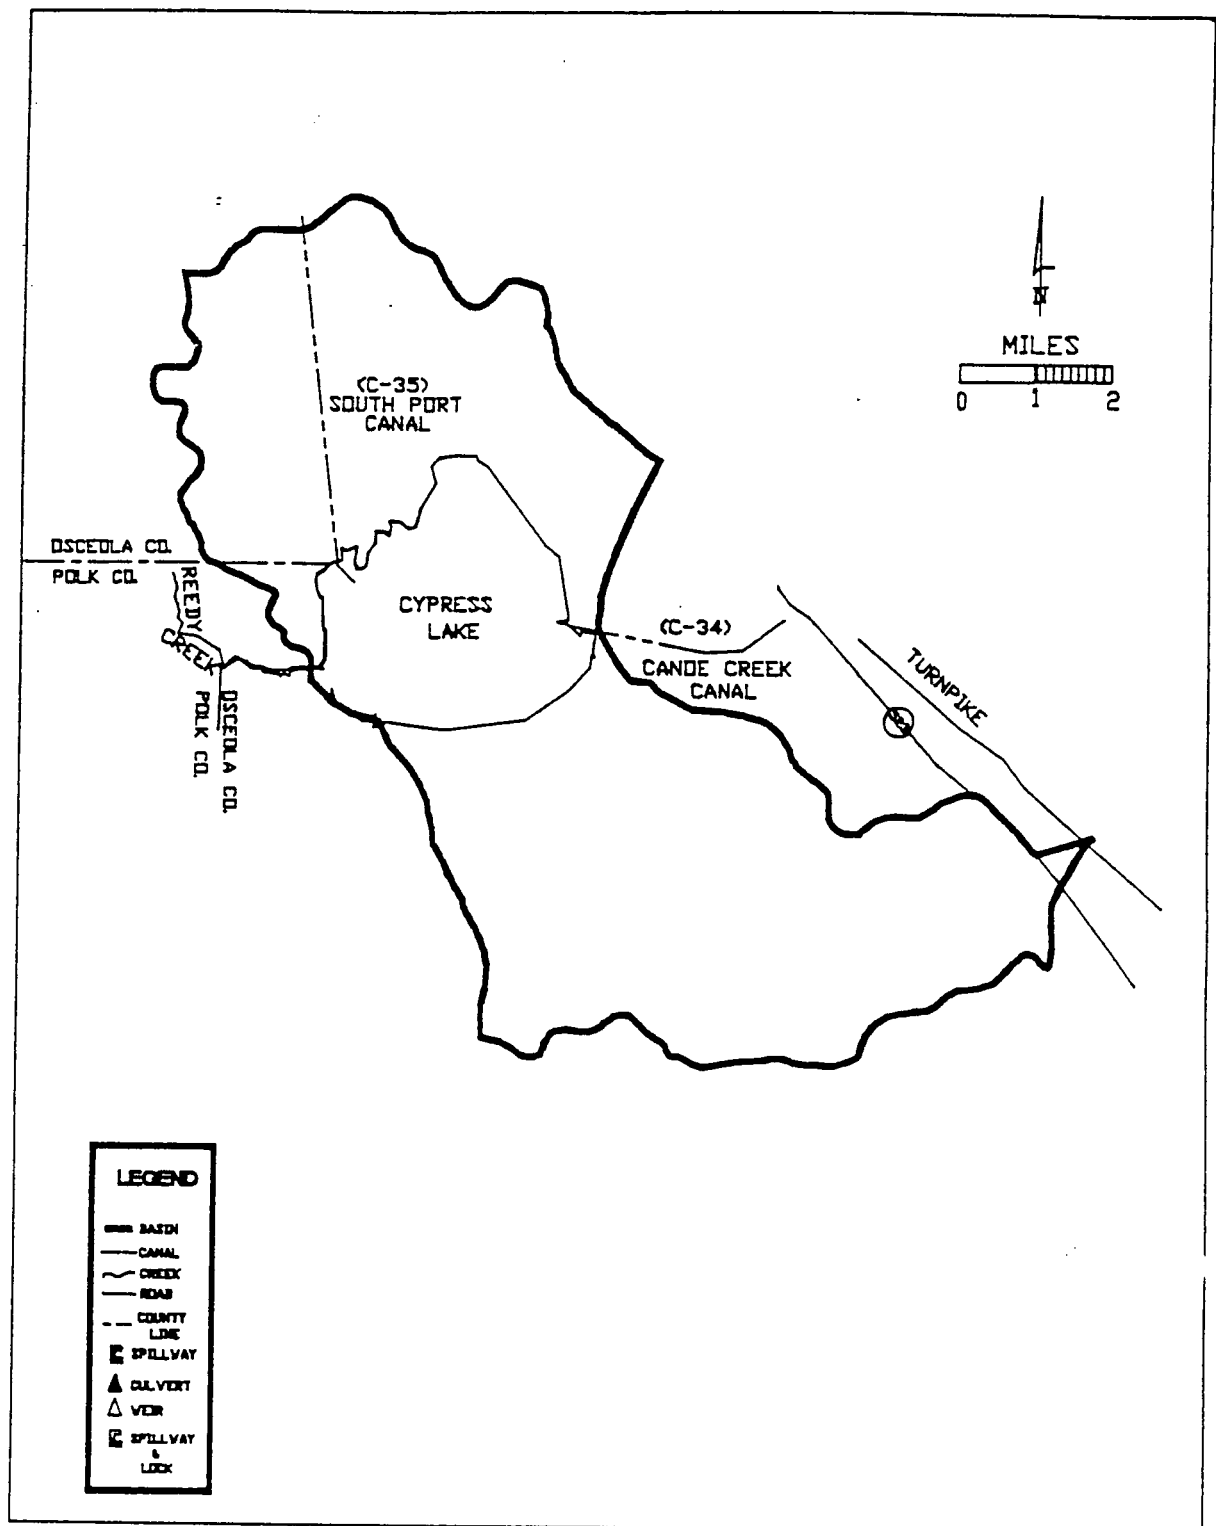 N
MILES
0 1 2
(C-35)
SOUTH PORT
CANAL
OSCEOLA CO.
POLK CO.
REEDY
CREEK
CYPRESS
LAKE
(C-34)
CANOE CREEK
CANAL
TURNPIKE
POLK CO.
OSCEOLA CO.
LEGEND
BASIN
CANAL
CREEK
ROAD
COUNTY
LINE
SPILLWAY
CULVERT
WEIR
SPILLWAY
&
LOCK